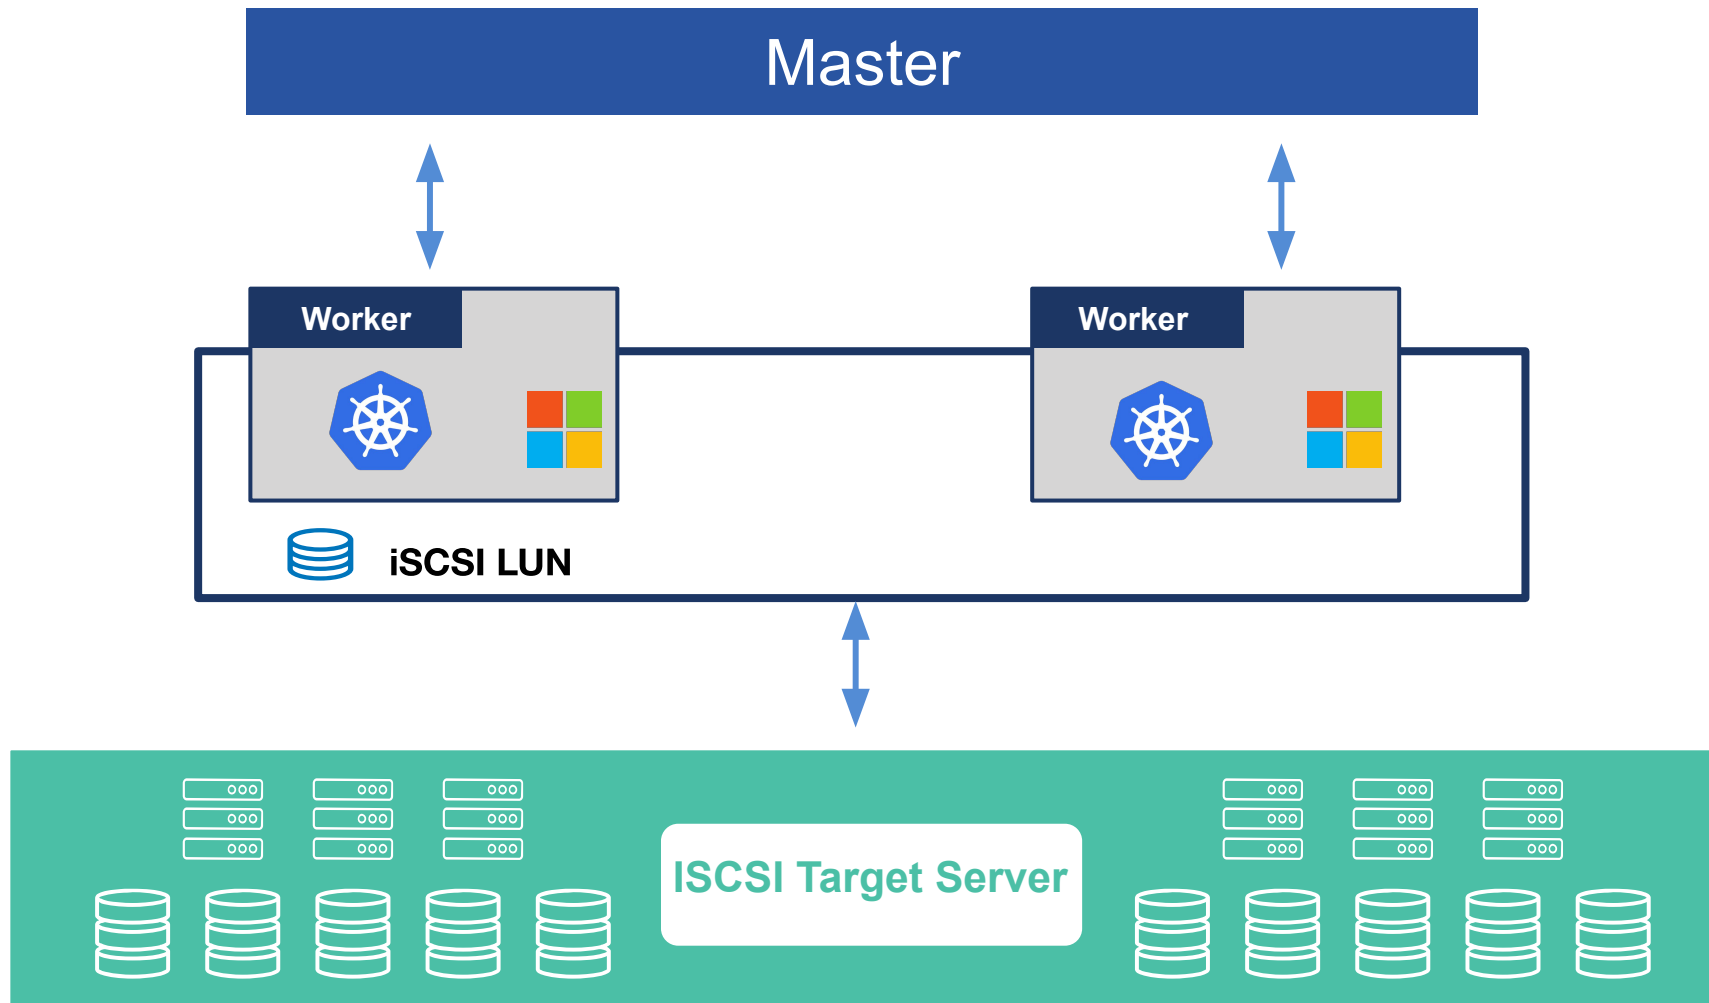 Master
Worker
Worker
iSCSI LUN
ISCSI Target Server